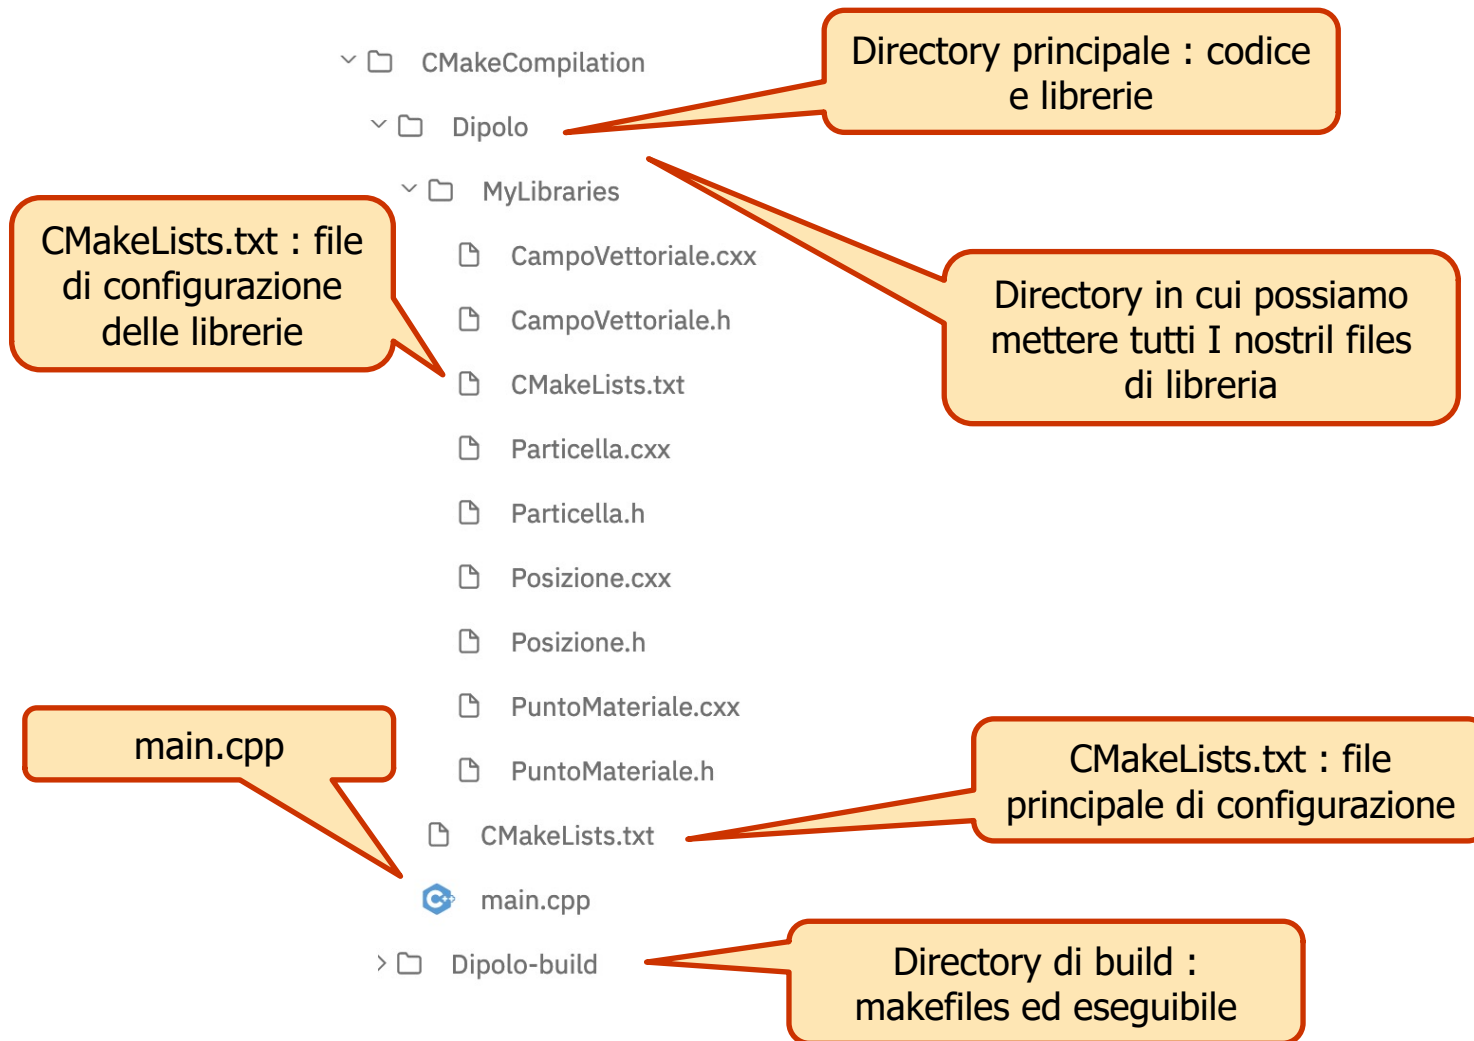 CMakeCompilation
Directory principale : codice
e librerie
Dipolo
MyLibraries
CMakeLists.txt : file
di configurazione
delle librerie
CampoVettoriale.cxx
CampoVettoriale.h
Directory in cui possiamo
mettere tutti I nostril files
di libreria
CMakeLists.txt
Particella.cxx
Particella.h
Posizione.cxx
Posizione.h
PuntoMateriale.cxx
main.cpp
PuntoMateriale.h
CMakeLists.txt : file
principale di configurazione
CMakeLists.txt
C++
main.cpp
Dipolo-build
Directory di build :
makefiles ed eseguibile